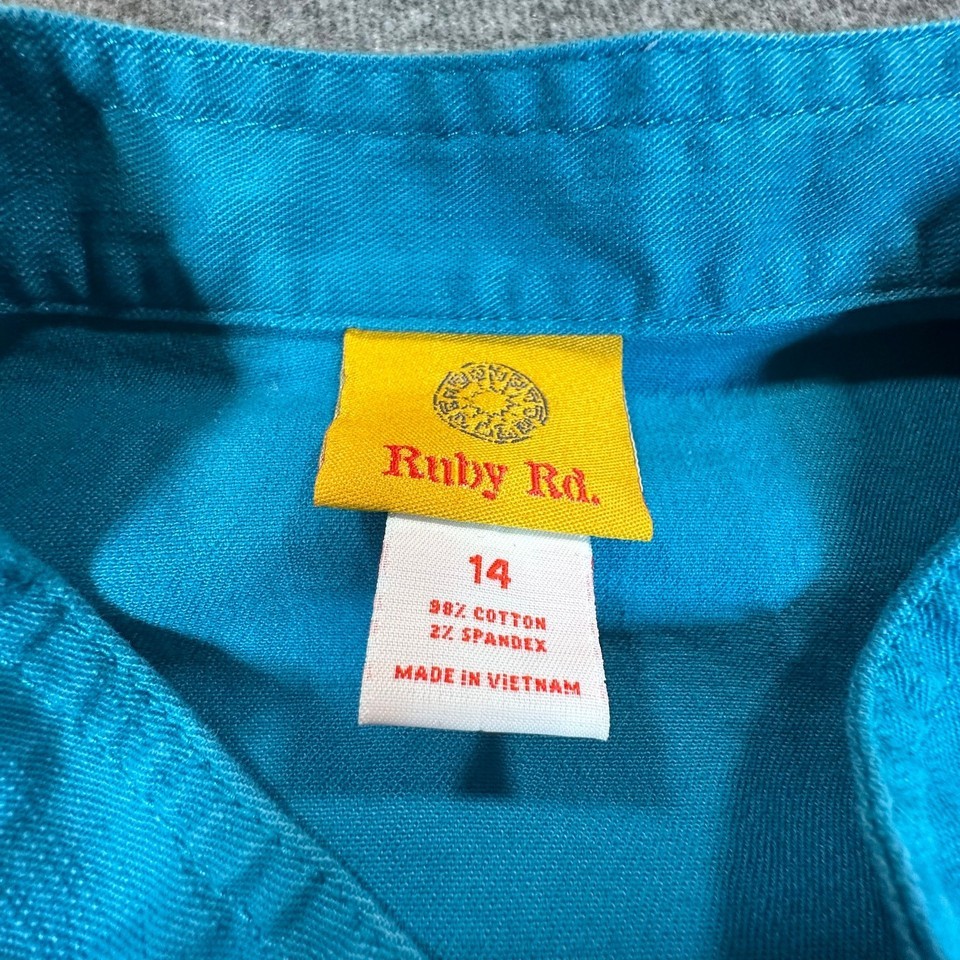 Ruby Rd.
14
98% COTTON
2% SPANDEX
MADE IN VIETNAM